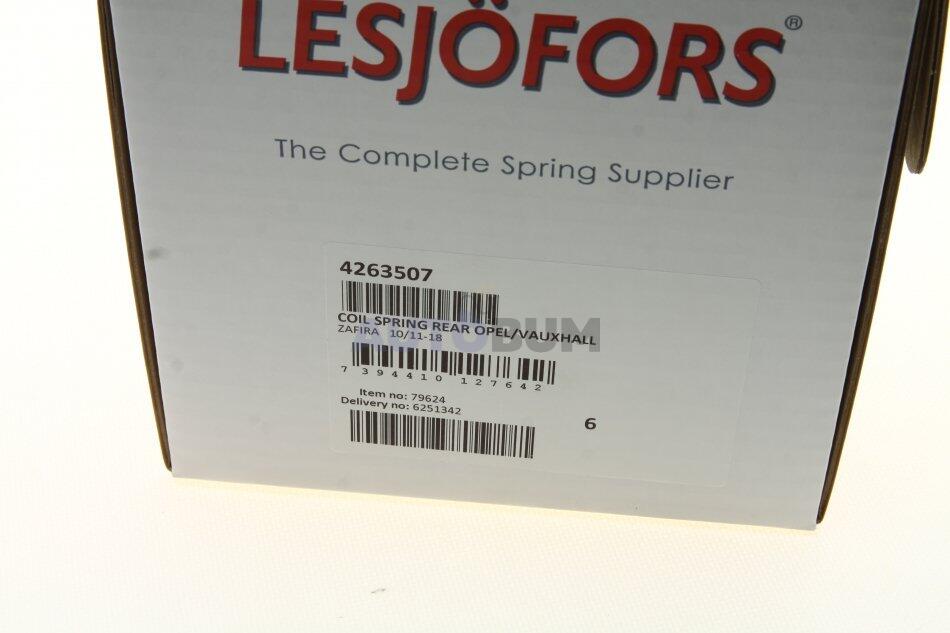 LESJÖFORS®
The Complete Spring Supplier
4263507
COIL SPRING REAR OPEL/VAUXHALL
ZAFIRA 10/11-18
AUTOBUM
7 394410 127642
Item no: 79624
Delivery no: 6251342
6